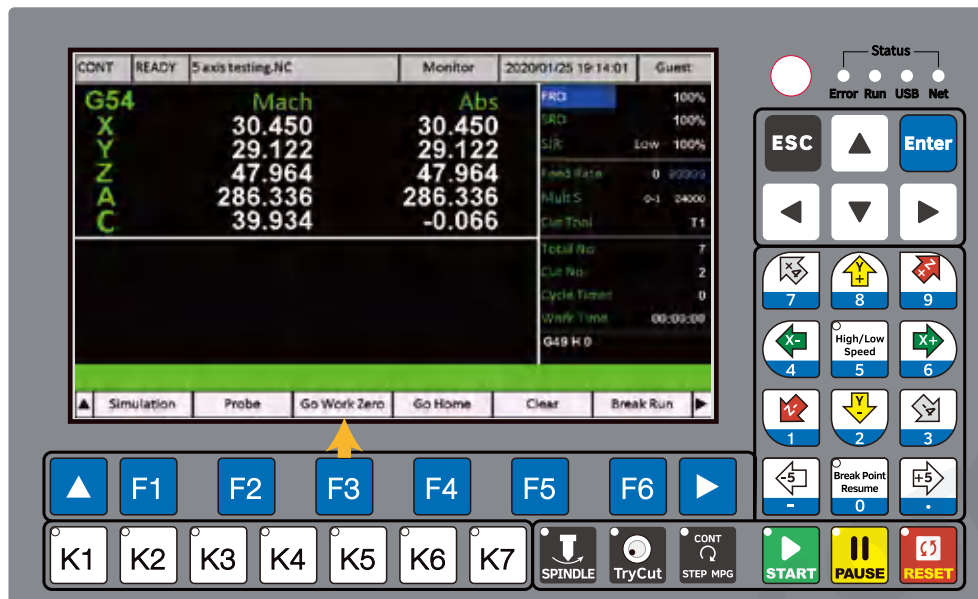 CONT READY 5 axis testing.NC Monitor 2020/01/25 19:14:01 Guest
G54 Mach Abs
X 30.450 30.450
Y 29.122 29.122
Z 47.964 47.964
A 286.336 286.336
C 39.934 -0.066
FRO 100%
SRO 100%
SJR Low 100%
Feed Rate 0 99999
Mult S 0-1 24000
Cut Tool T1
Total No 7
Cut No 2
Cycle Times 0
Work Time 00:00:00
G49 H 0
Simulation Probe Go Work Zero Go Home Clear Break Run
F1 F2 F3 F4 F5 F6
K1 K2 K3 K4 K5 K6 K7
SPINDLE TryCut CONT STEP MPG
START PAUSE RESET
Status
Error Run USB Net
ESC Enter
7 Y+ 8 9
X- 4 High/Low Speed 5 X+ 6
1 Y- 2 3
-5 - Break Point Resume 0 +5 .